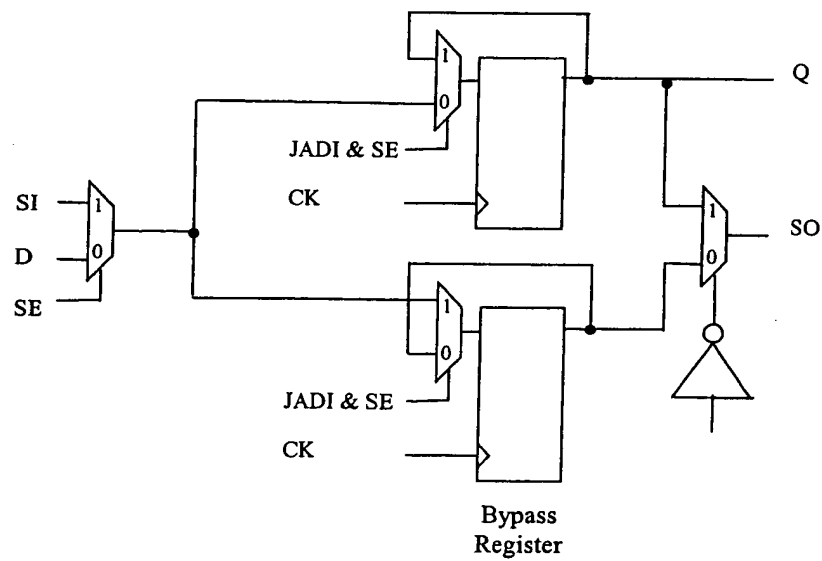 1
Q
0
JADI & SE
CK
SI
1
D
0
SE
1
SO
0
1
0
JADI & SE
CK
Bypass
Register